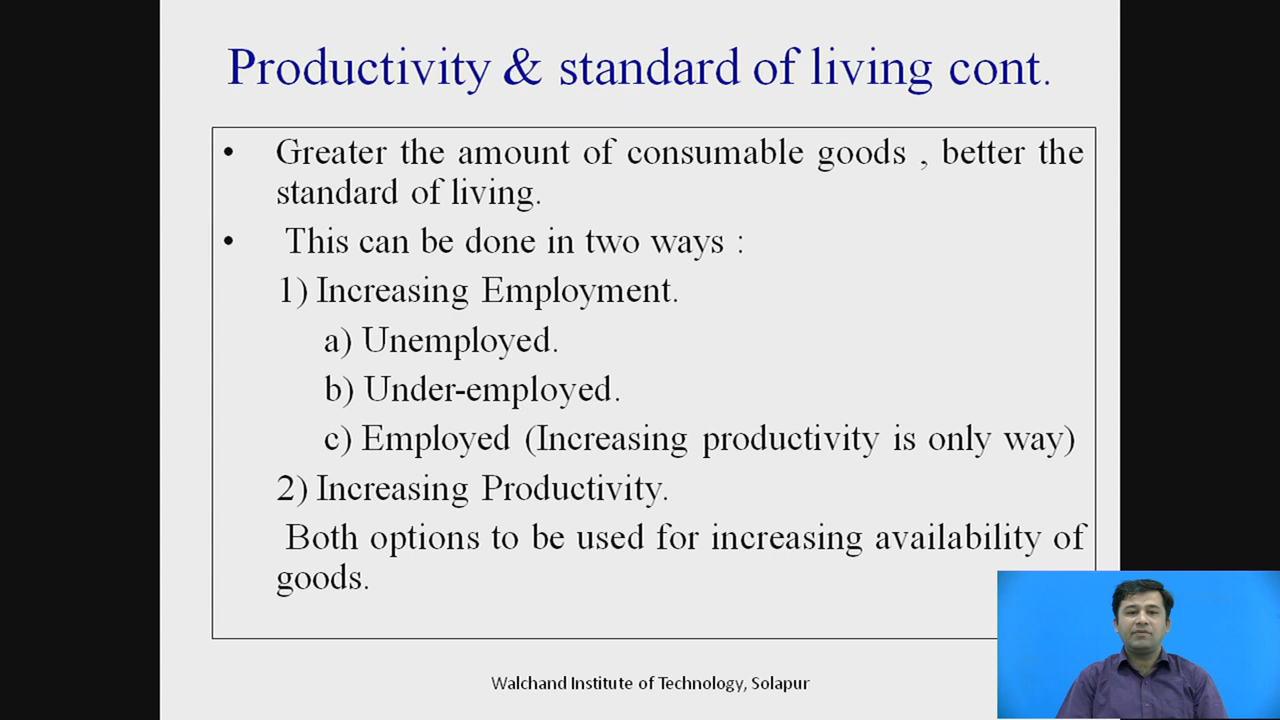 Productivity & standard of living cont.
• Greater the amount of consumable goods , better the
standard of living.
• This can be done in two ways :
1) Increasing Employment.
a) Unemployed.
b) Under-employed.
c) Employed (Increasing productivity is only way)
2) Increasing Productivity.
Both options to be used for increasing availability of
goods.
Walchand Institute of Technology, Solapur